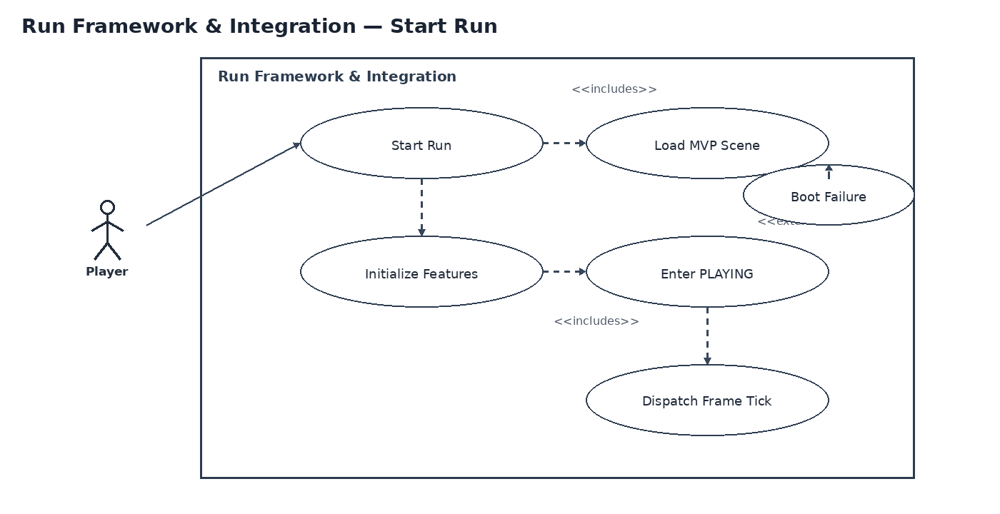 Run Framework & Integration — Start Run
Run Framework & Integration
<<includes>>
Start Run
Load MVP Scene
Boot Failure
Player
Initialize Features
Enter PLAYING
<<includes>>
Dispatch Frame Tick